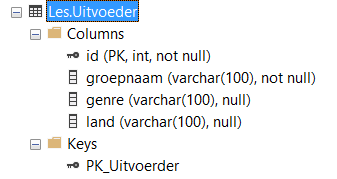 Les.Uitvoeder
Columns
id (PK, int, not null)
groepnaam (varchar(100), not null)
genre (varchar(100), null)
land (varchar(100), null)
Keys
PK_Uitvoerder